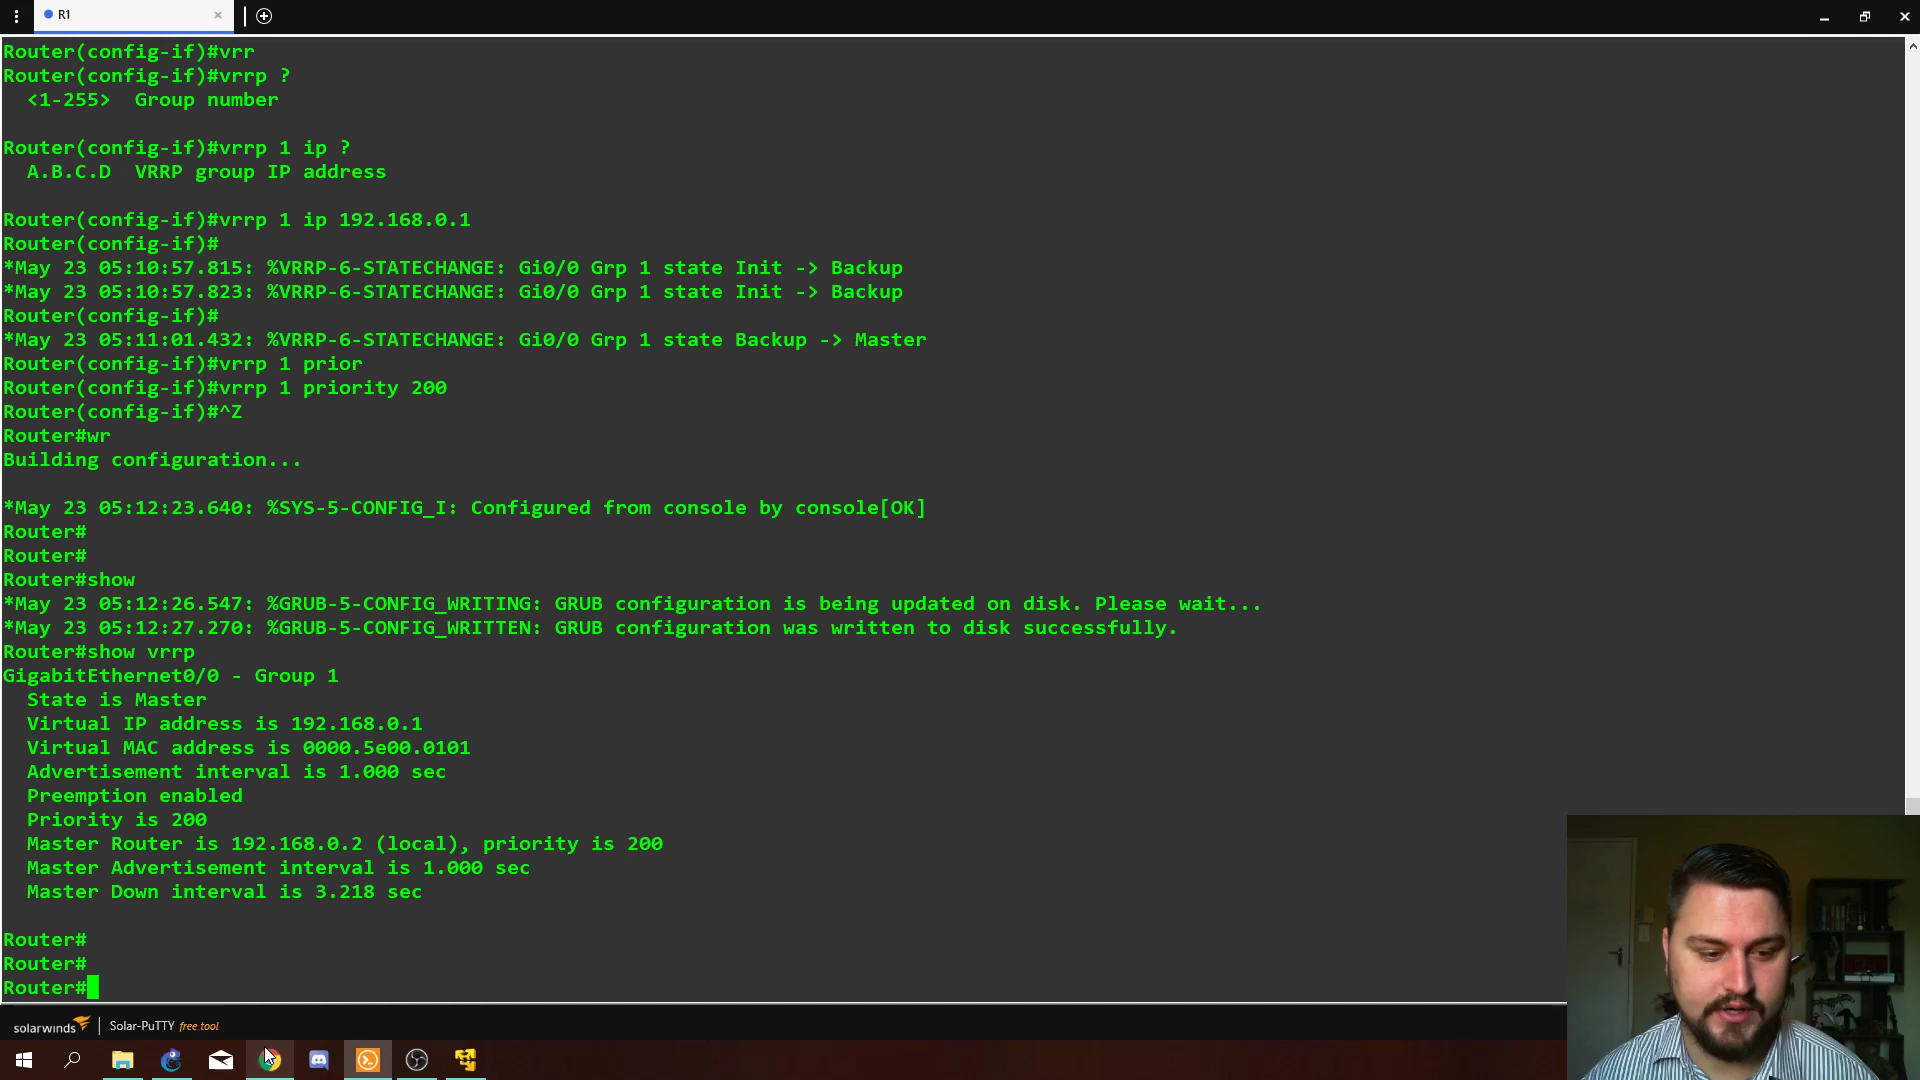 R1
Router(config-if)#vrr
Router(config-if)#vrrp ?
<1-255> Group number
Router(config-if)#vrrp 1 ip ?
A.B.C.D VRRP group IP address
Router(config-if)#vrrp 1 ip 192.168.0.1
Router(config-if)#
*May 23 05:10:57.815: %VRRP-6-STATECHANGE: Gi0/0 Grp 1 state Init -> Backup
*May 23 05:10:57.823: %VRRP-6-STATECHANGE: Gi0/0 Grp 1 state Init -> Backup
Router(config-if)#
*May 23 05:11:01.432: %VRRP-6-STATECHANGE: Gi0/0 Grp 1 state Backup -> Master
Router(config-if)#vrrp 1 prior
Router(config-if)#vrrp 1 priority 200
Router(config-if)#^Z
Router#wr
Building configuration...
*May 23 05:12:23.640: %SYS-5-CONFIG_I: Configured from console by console[OK]
Router#
Router#
Router#show
*May 23 05:12:26.547: %GRUB-5-CONFIG_WRITING: GRUB configuration is being updated on disk. Please wait...
*May 23 05:12:27.270: %GRUB-5-CONFIG_WRITTEN: GRUB configuration was written to disk successfully.
Router#show vrrp
GigabitEthernet0/0 - Group 1
State is Master
Virtual IP address is 192.168.0.1
Virtual MAC address is 0000.5e00.0101
Advertisement interval is 1.000 sec
Preemption enabled
Priority is 200
Master Router is 192.168.0.2 (local), priority is 200
Master Advertisement interval is 1.000 sec
Master Down interval is 3.218 sec
Router#
Router#
Router#
solarwinds | Solar-PuTTY free tool